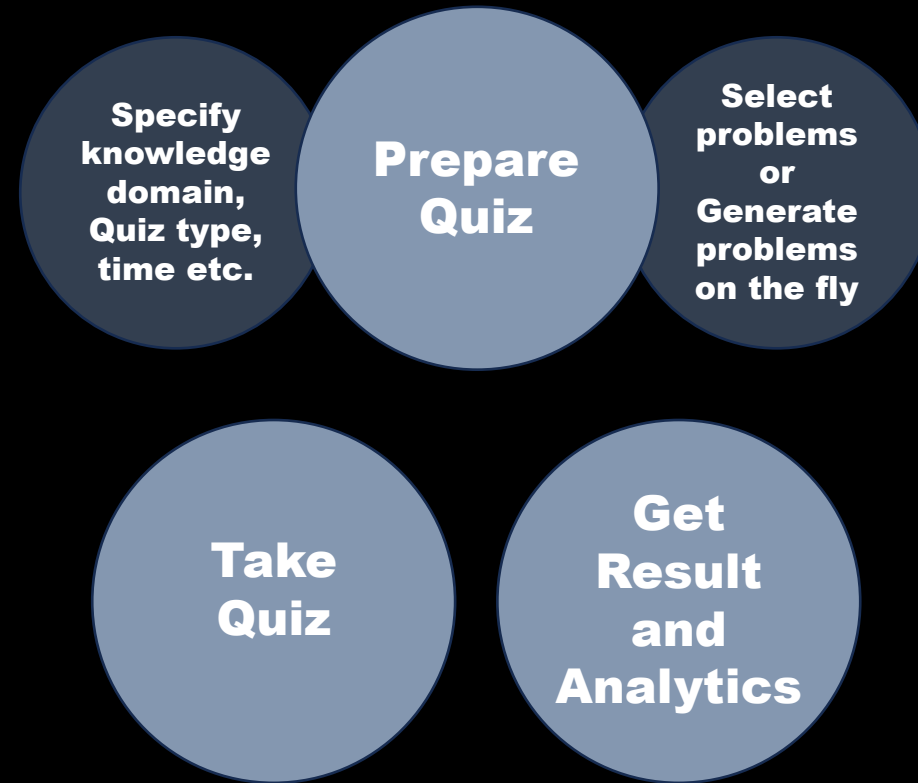 Specify
knowledge
domain,
Quiz type,
time etc.
Prepare
Quiz
Select
problems
or
Generate
problems
on the fly
Take
Quiz
Get
Result
and
Analytics